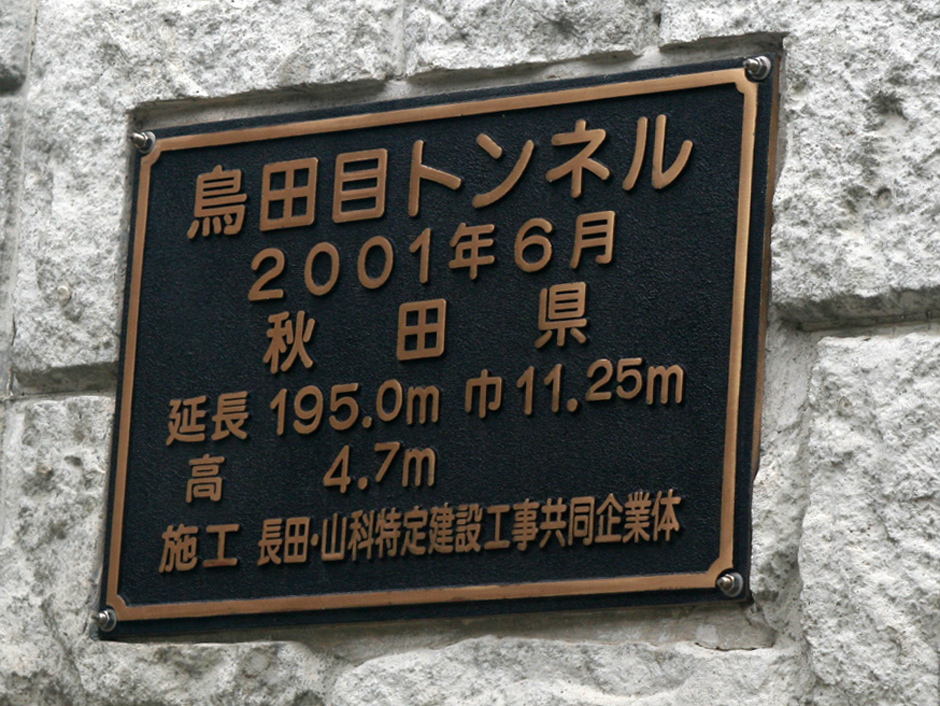 鳥田目トンネル
2001年6月
秋田県
延長 195.0m 巾 11.25m
高 4.7m
施工 長田・山科特定建設工事共同企業体